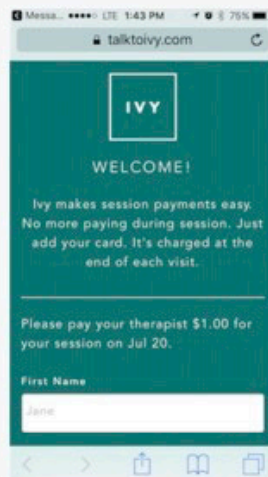 Messa... LTE 1:43 PM 75%
talktoivy.com
IVY
WELCOME!
Ivy makes session payments easy.
No more paying during session. Just
add your card. It's charged at the
end of each visit.
Please pay your therapist $1.00 for
your session on Jul 20.
First Name
Jane